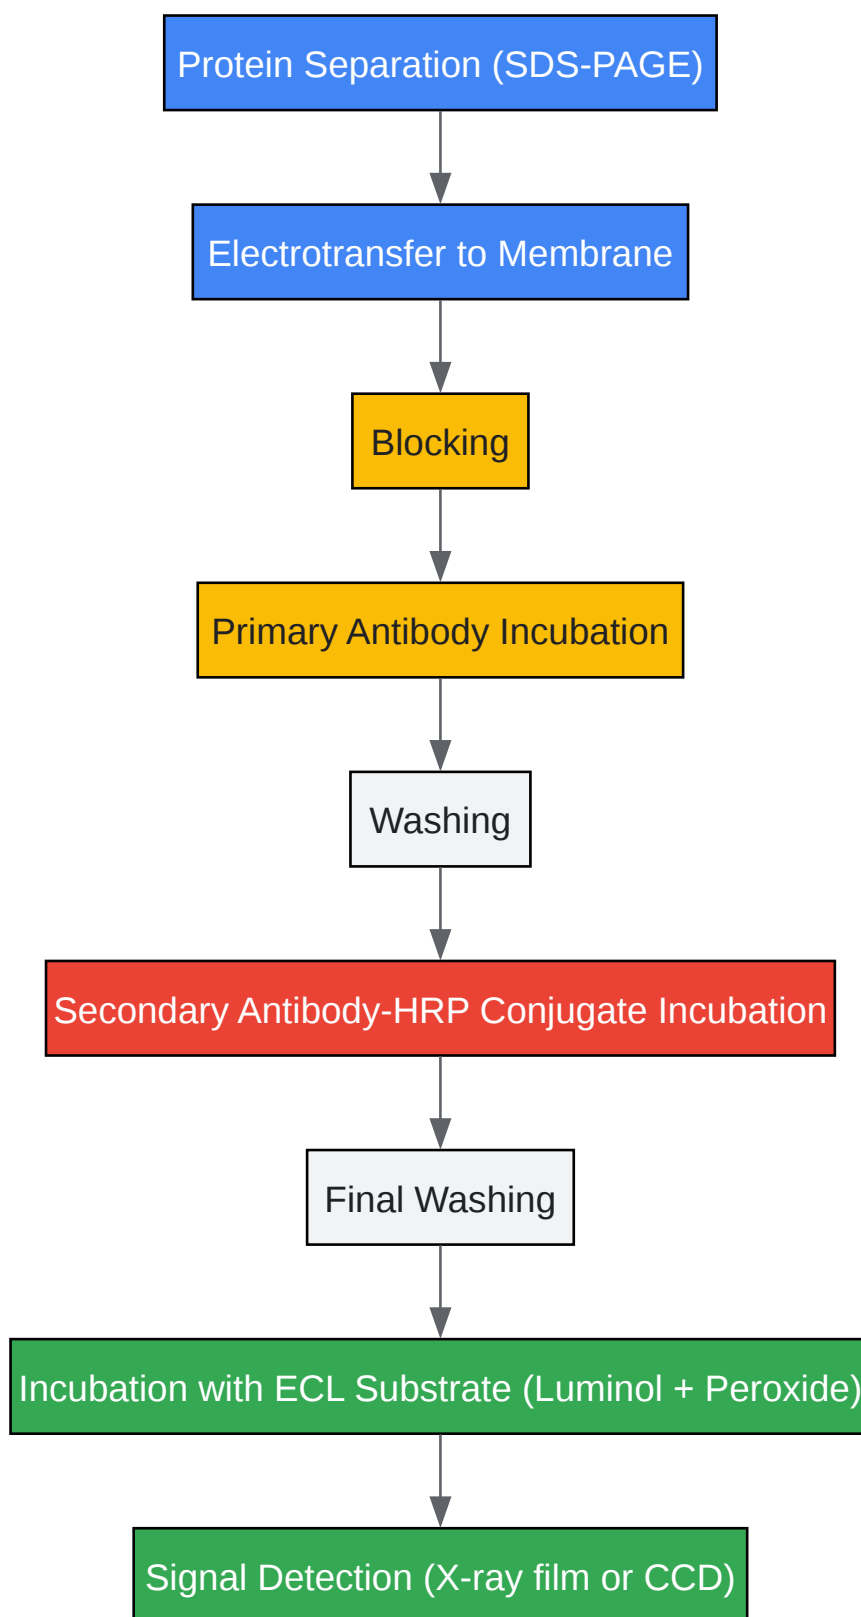 Protein Separation (SDS-PAGE)
Electrotransfer to Membrane
Blocking
Primary Antibody Incubation
Washing
Secondary Antibody-HRP Conjugate Incubation
Final Washing
Incubation with ECL Substrate (Luminol + Peroxide)
Signal Detection (X-ray film or CCD)